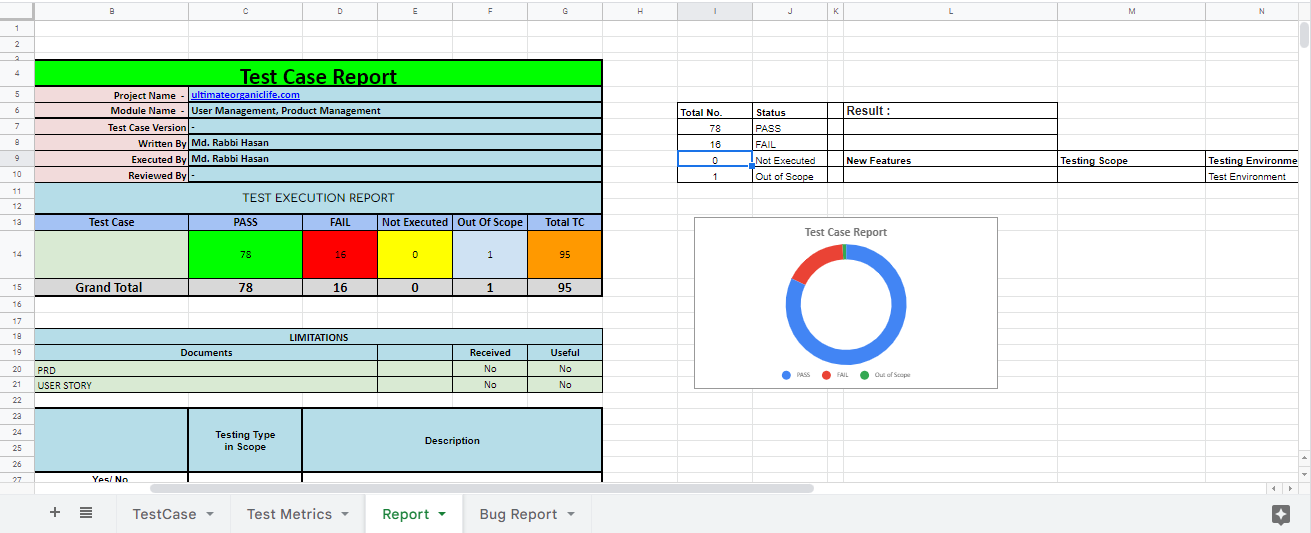 B C D E F G H I J K L M N
1
2
3
4 Test Case Report
5 Project Name - ultimateorganiclife.com
6 Module Name - User Management, Product Management Total No. Status Result :
7 Test Case Version - 78 PASS
8 Written By Md. Rabbi Hasan 16 FAIL
9 Executed By Md. Rabbi Hasan 0 Not Executed New Features Testing Scope Testing Environme
10 Reviewed By - 1 Out of Scope Test Environment
11 TEST EXECUTION REPORT
12
13 Test Case PASS FAIL Not Executed Out Of Scope Total TC
14 78 16 0 1 95
15 Grand Total 78 16 0 1 95
16
17
18 LIMITATIONS
19 Documents Received Useful
20 PRD No No
21 USER STORY No No
22
23
24 Testing Type
25 in Scope Description
26
27 Yes/ No
Test Case Report
PASS FAIL Out of Scope
TestCase Test Metrics Report Bug Report